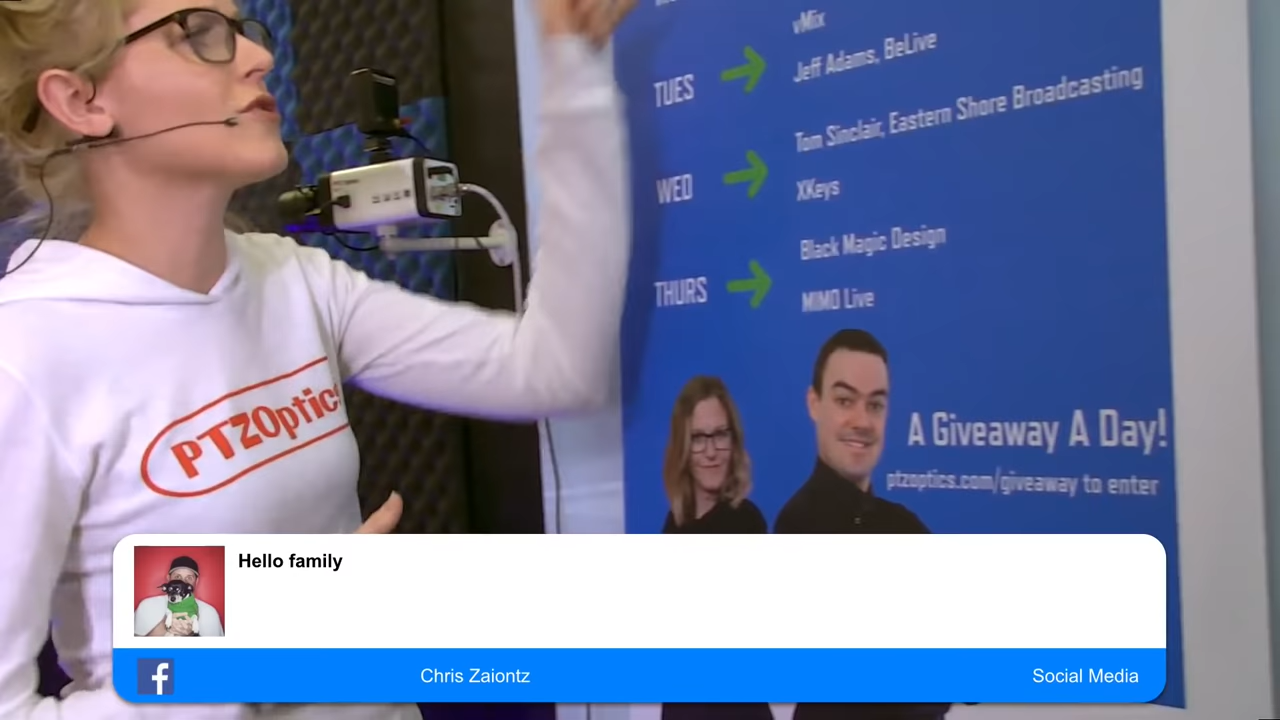 vMix
TUES
Jeff Adams, BeLive
Tom Sinclair, Eastern Shore Broadcasting
WED
XKeys
Black Magic Design
THURS
MIMO Live
A Giveaway A Day!
ptzoptics.com/giveaway to enter
PTZOptics
Hello family
f
Chris Zaiontz
Social Media